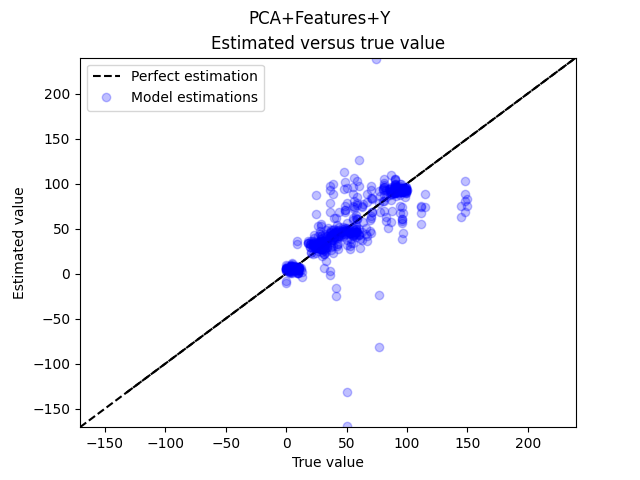 PCA+Features+Y
Estimated versus true value
Perfect estimation
Model estimations
200
150
100
50
0
−50
−100
−150
Estimated value
−150 −100 −50 0 50 100 150 200
True value